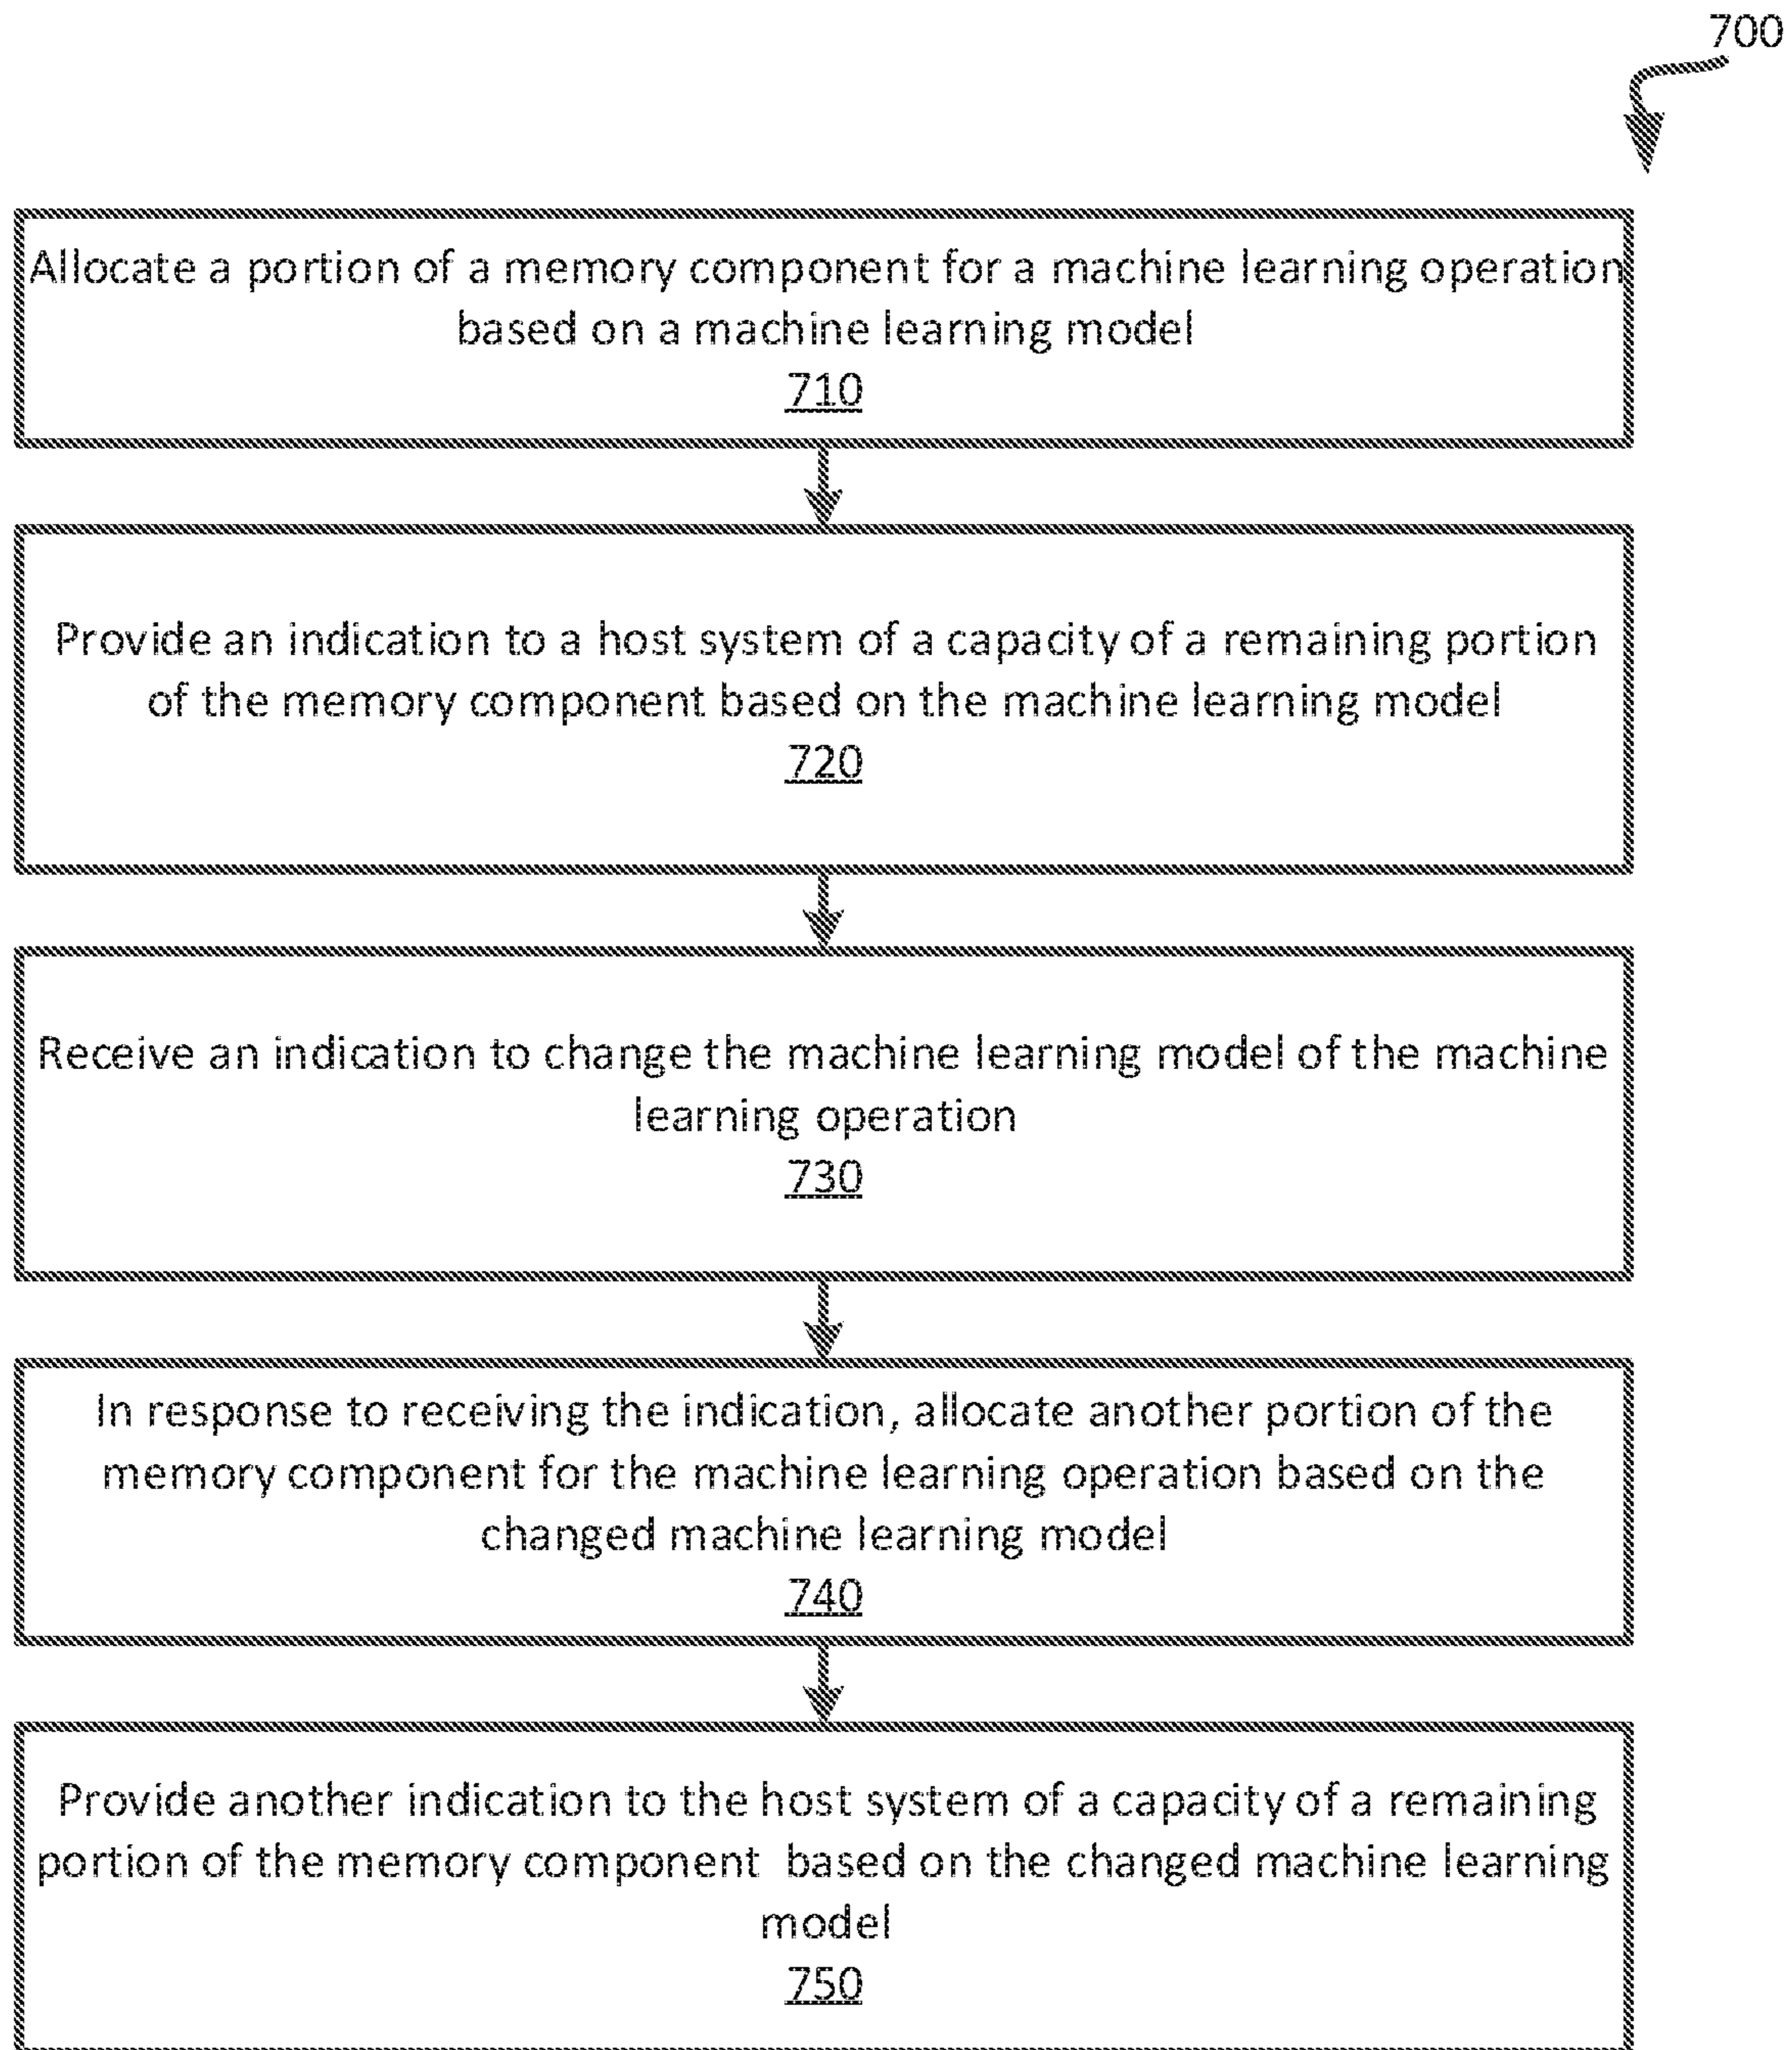 700
Allocate a portion of a memory component for a machine learning operation
based on a machine learning model
710
Provide an indication to a host system of a capacity of a remaining portion
of the memory component based on the machine learning model
720
Receive an indication to change the machine learning model of the machine
learning operation
730
In response to receiving the indication, allocate another portion of the
memory component for the machine learning operation based on the
changed machine learning model
740
Provide another indication to the host system of a capacity of a remaining
portion of the memory component based on the changed machine learning
model
750